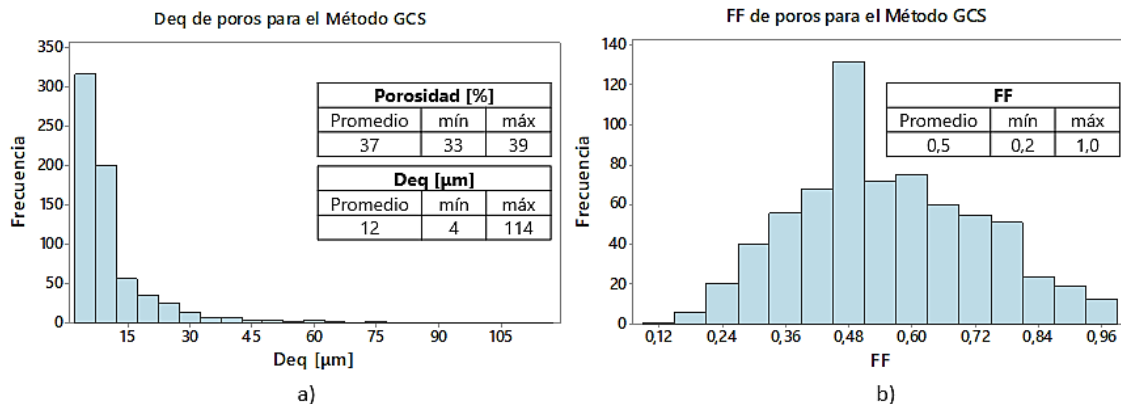 Deq de poros para el Método GCS
350
300
250
200
150
100
50
0
Frecuencia
Porosidad [%]
Promedio mín máx
37 33 39
Deq [µm]
Promedio mín máx
12 4 114
15 30 45 60 75 90 105
Deq [µm]
a)
FF de poros para el Método GCS
140
120
100
80
60
40
20
0
Frecuencia
FF
Promedio mín máx
0,5 0,2 1,0
0,12 0,24 0,36 0,48 0,60 0,72 0,84 0,96
FF
b)